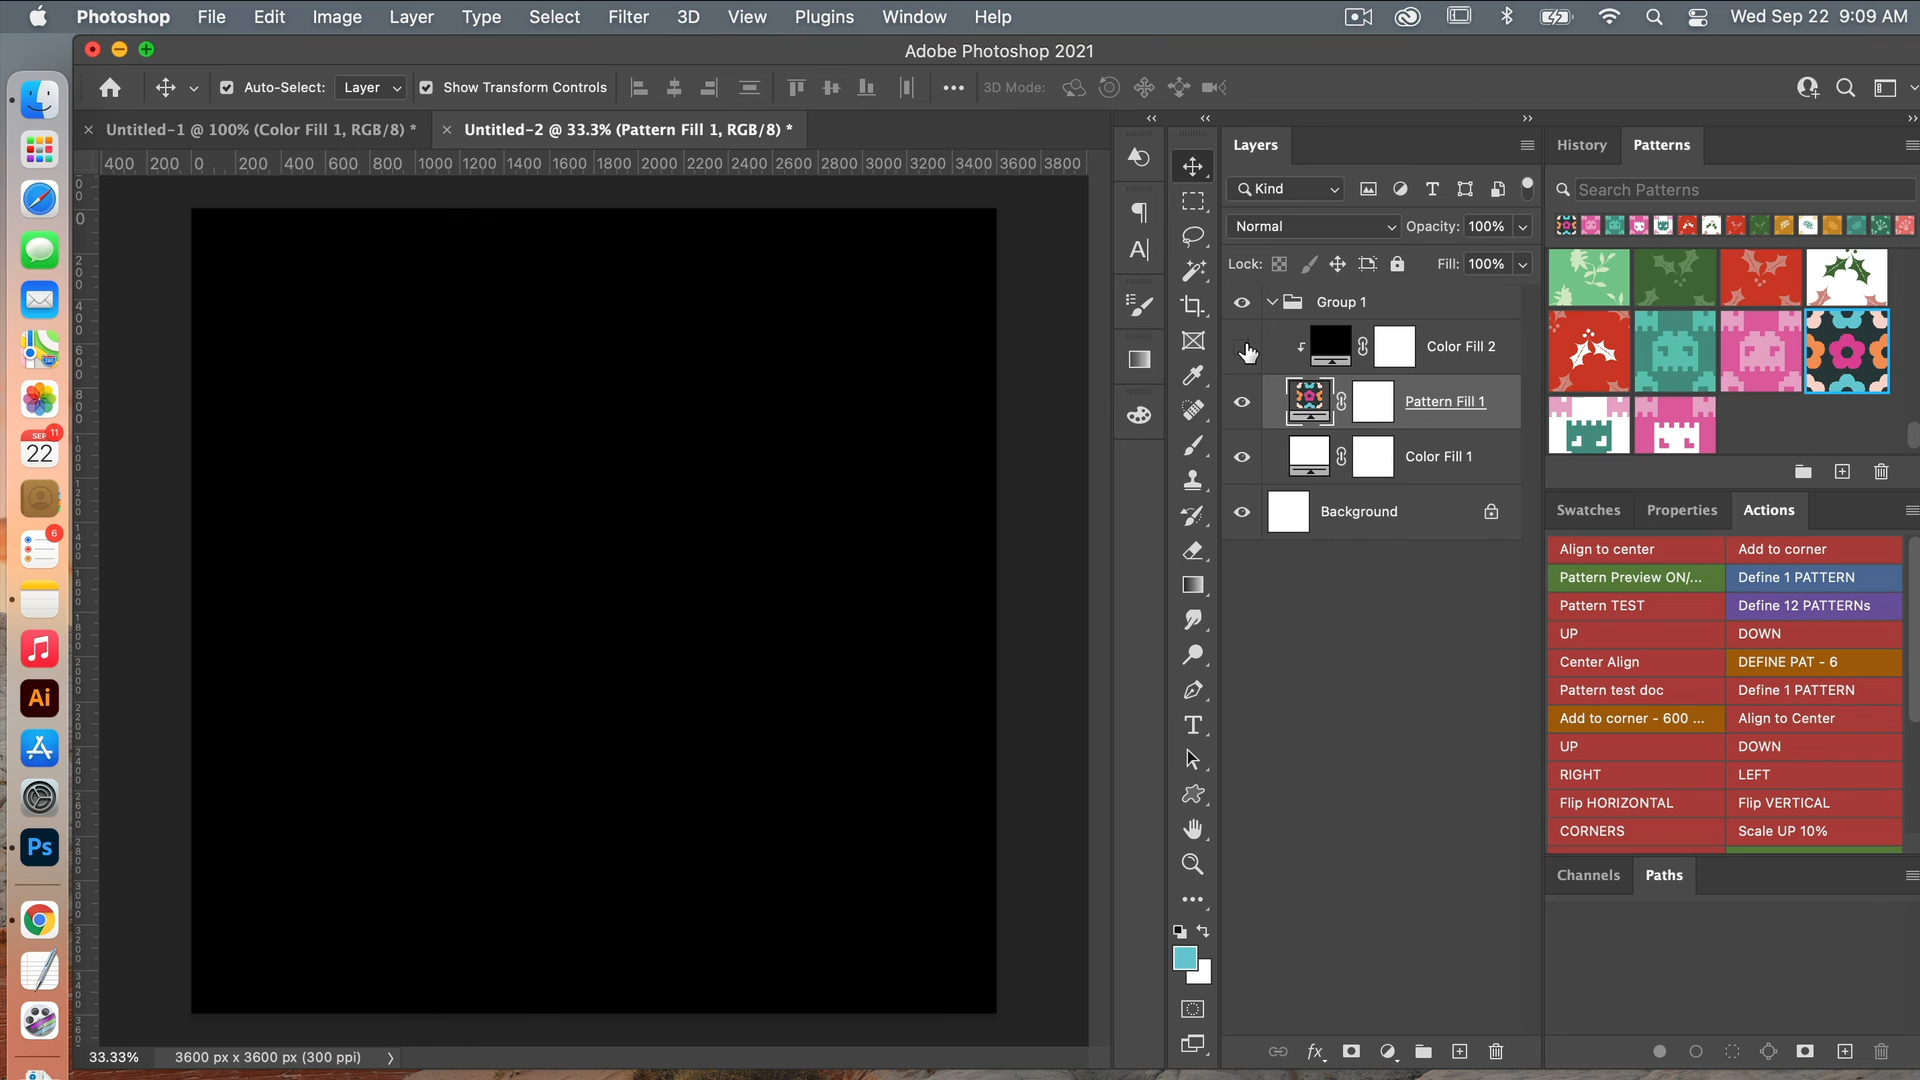 Photoshop File Edit Image Layer Type Select Filter 3D View Plugins Window Help Wed Sep 22 9:09 AM
Adobe Photoshop 2021
Auto-Select: Layer Show Transform Controls 3D Mode:
Untitled-1 @ 100% (Color Fill 1, RGB/8) * Untitled-2 @ 33.3% (Pattern Fill 1, RGB/8) *
400 200 0 200 400 600 800 1000 1200 1400 1600 1800 2000 2200 2400 2600 2800 3000 3200 3400 3600 3800
Layers
Kind
Normal Opacity: 100%
Lock: Fill: 100%
Group 1
Color Fill 2
Pattern Fill 1
Color Fill 1
Background
History Patterns
Search Patterns
Swatches Properties Actions
Align to center Add to corner
Pattern Preview ON/... Define 1 PATTERN
Pattern TEST Define 12 PATTERNs
UP DOWN
Center Align DEFINE PAT - 6
Pattern test doc Define 1 PATTERN
Add to corner - 600 ... Align to Center
UP DOWN
RIGHT LEFT
Flip HORIZONTAL Flip VERTICAL
CORNERS Scale UP 10%
Channels Paths
SEP 11
22
6
Ai
Ps
A
T
fx
33.33% 3600 px x 3600 px (300 ppi)